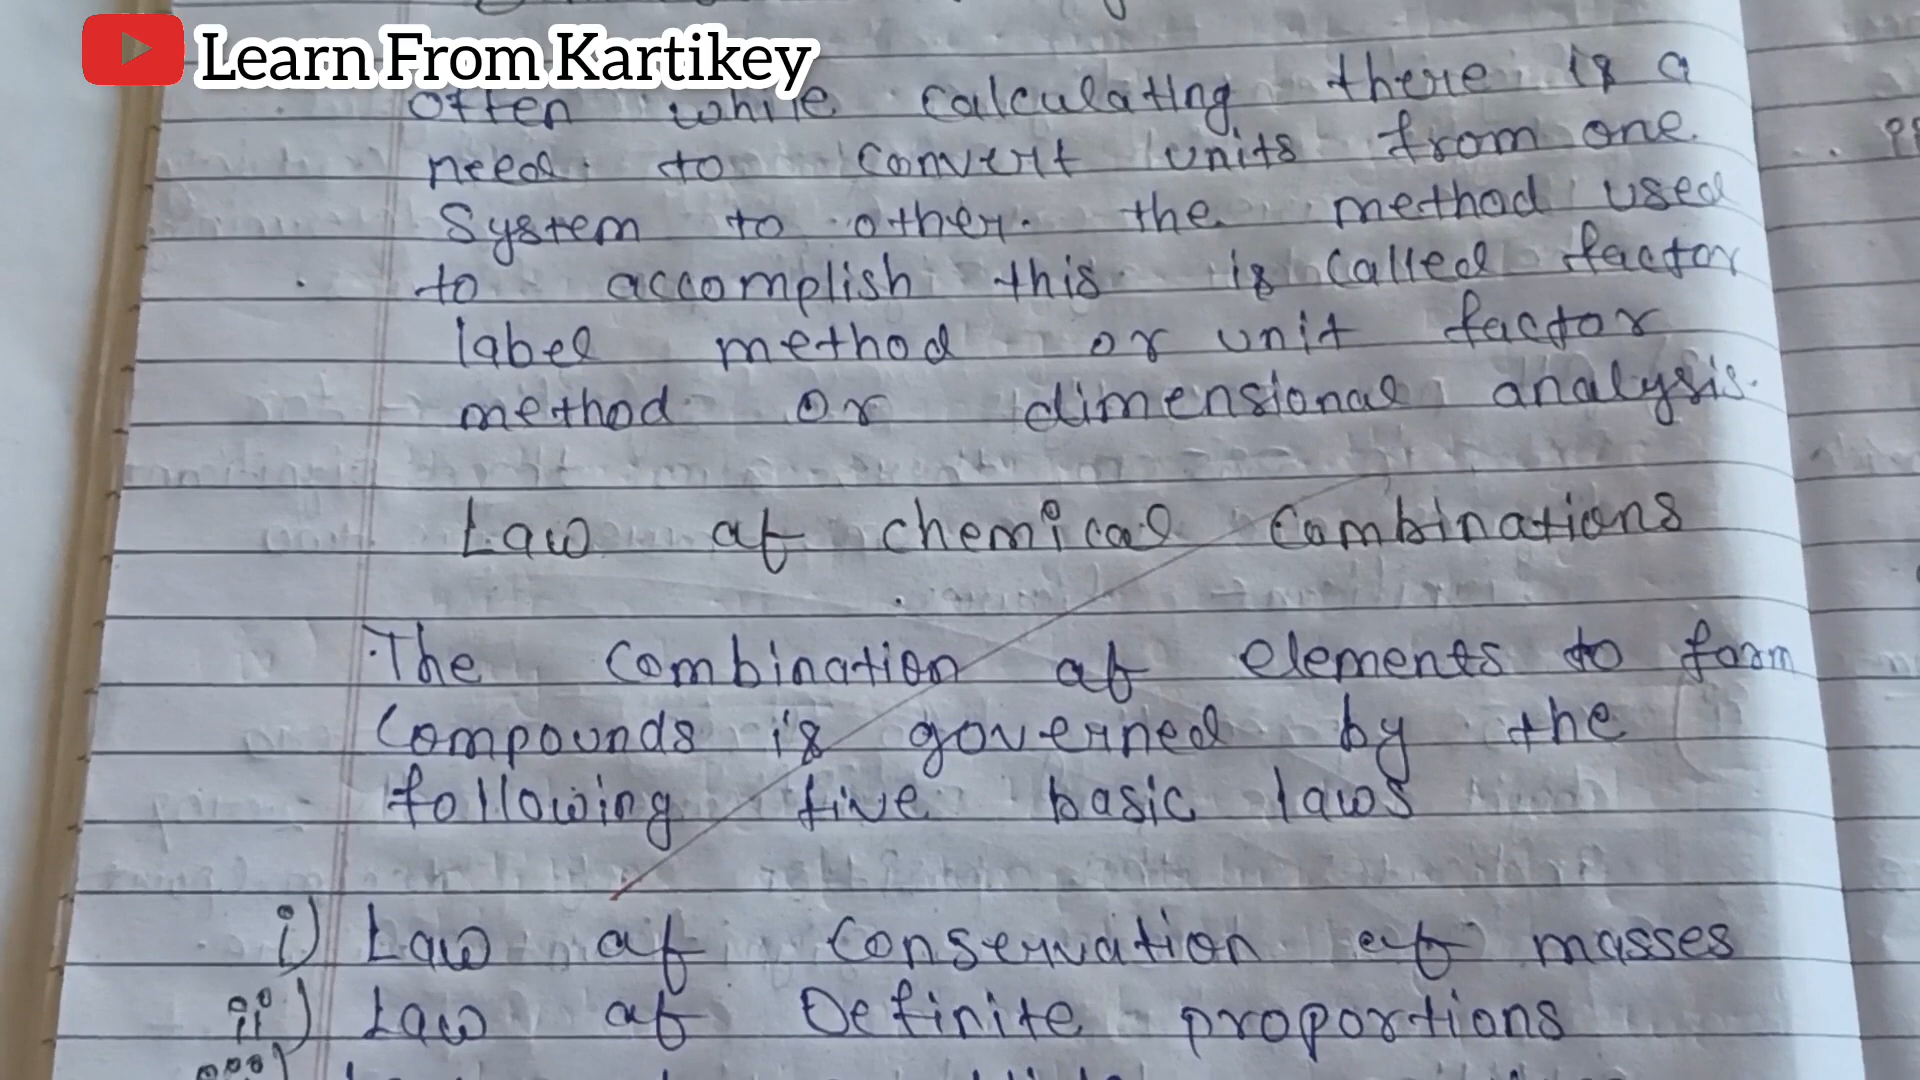 Learn From Kartikey
often while calculating there is a
need to convert units from one
System to other. the method used
to accomplish this is called factor
label method or unit factor
method or dimensional analysis.
Law of chemical Combinations
The Combination of elements to form
Compounds is governed by the
following five basic laws
i) Law of Conservation of masses
ii) Law of Definite proportions
iii)